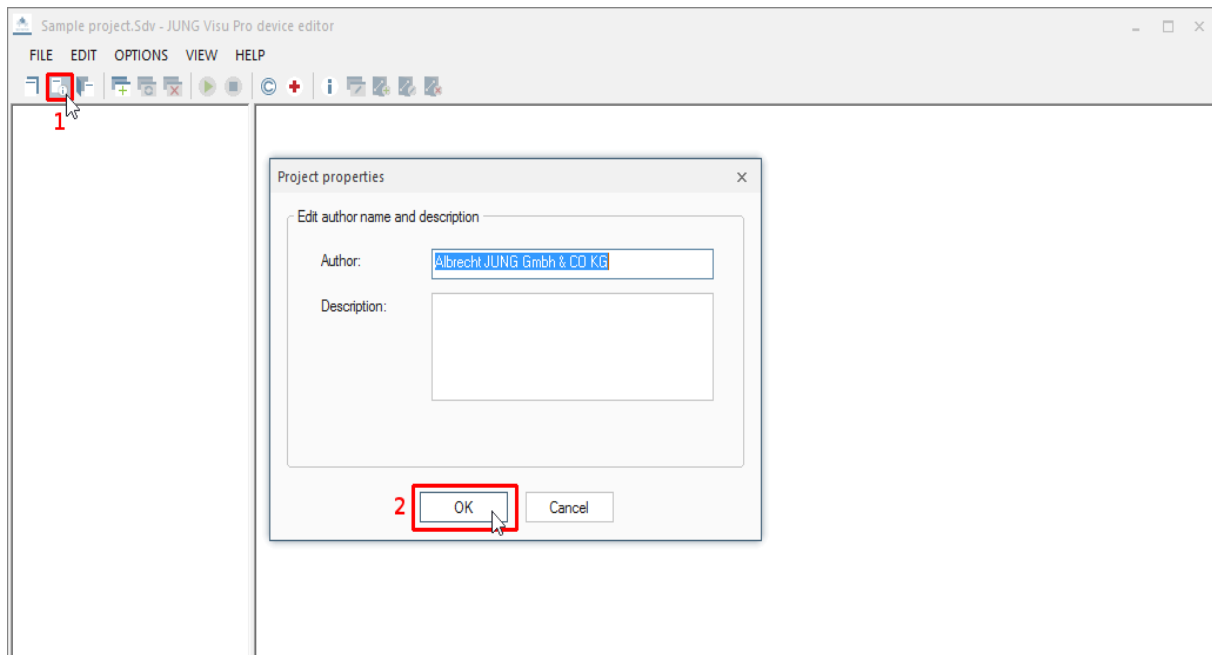 Sample project.Sdv - JUNG Visu Pro device editor
FILE EDIT OPTIONS VIEW HELP
1
Project properties
Edit author name and description
Author: Albrecht JUNG Gmbh & CO KG
Description:
2 OK Cancel